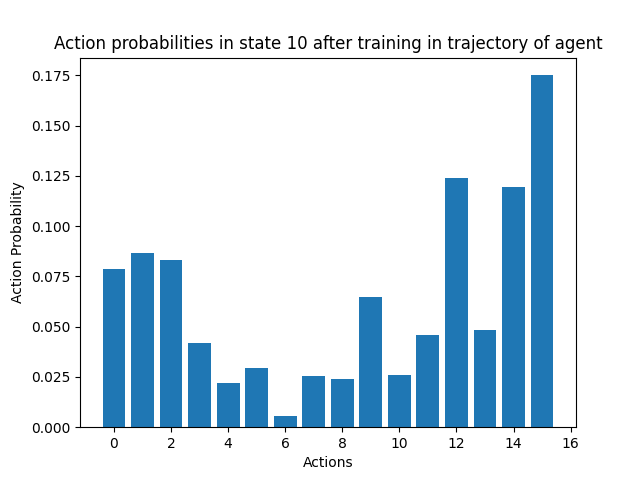 Action probabilities in state 10 after training in trajectory of agent
0.175
0.150
0.125
0.100
0.075
0.050
0.025
0.000
Action Probability
0 2 4 6 8 10 12 14 16
Actions